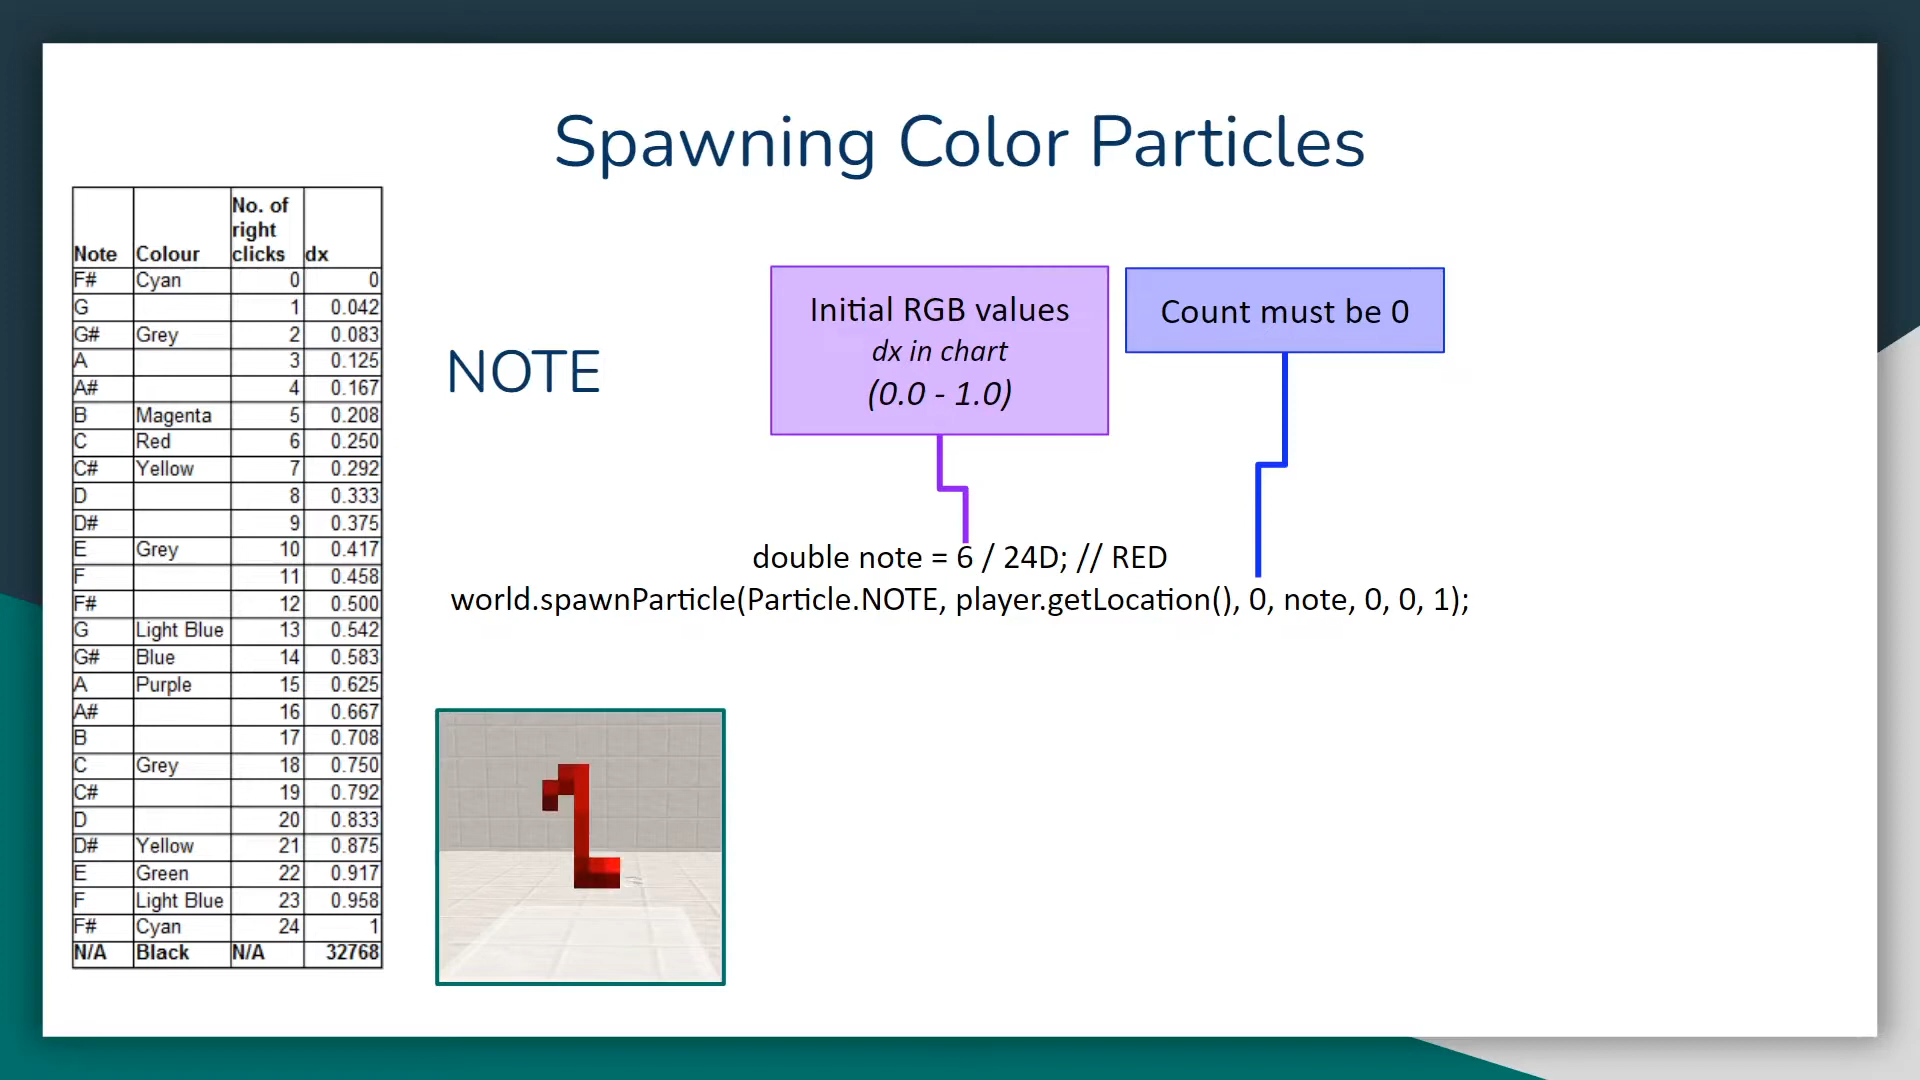 Spawning Color Particles
Note Colour No. of right clicks dx
F# Cyan 0 0
G 1 0.042
G# Grey 2 0.083
A 3 0.125
A# 4 0.167
B Magenta 5 0.208
C Red 6 0.250
C# Yellow 7 0.292
D 8 0.333
D# 9 0.375
E Grey 10 0.417
F 11 0.458
F# 12 0.500
G Light Blue 13 0.542
G# Blue 14 0.583
A Purple 15 0.625
A# 16 0.667
B 17 0.708
C Grey 18 0.750
C# 19 0.792
D 20 0.833
D# Yellow 21 0.875
E Green 22 0.917
F Light Blue 23 0.958
F# Cyan 24 1
N/A Black N/A 32768
NOTE
Initial RGB values
dx in chart
(0.0 - 1.0)
Count must be 0
double note = 6 / 24D; // RED
world.spawnParticle(Particle.NOTE, player.getLocation(), 0, note, 0, 0, 1);